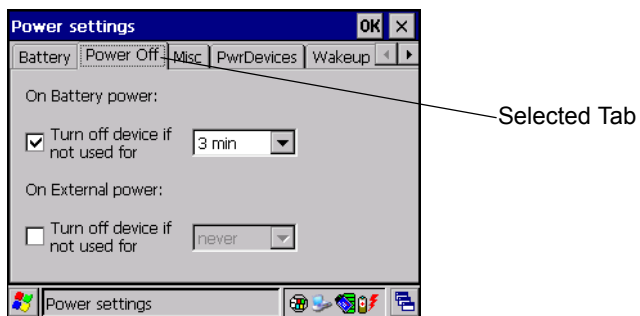 Power settings OK
Battery Power Off Misc PwrDevices Wakeup
Selected Tab
On Battery power:
Turn off device if
not used for
3 min
On External power:
Turn off device if
not used for
never
Power settings